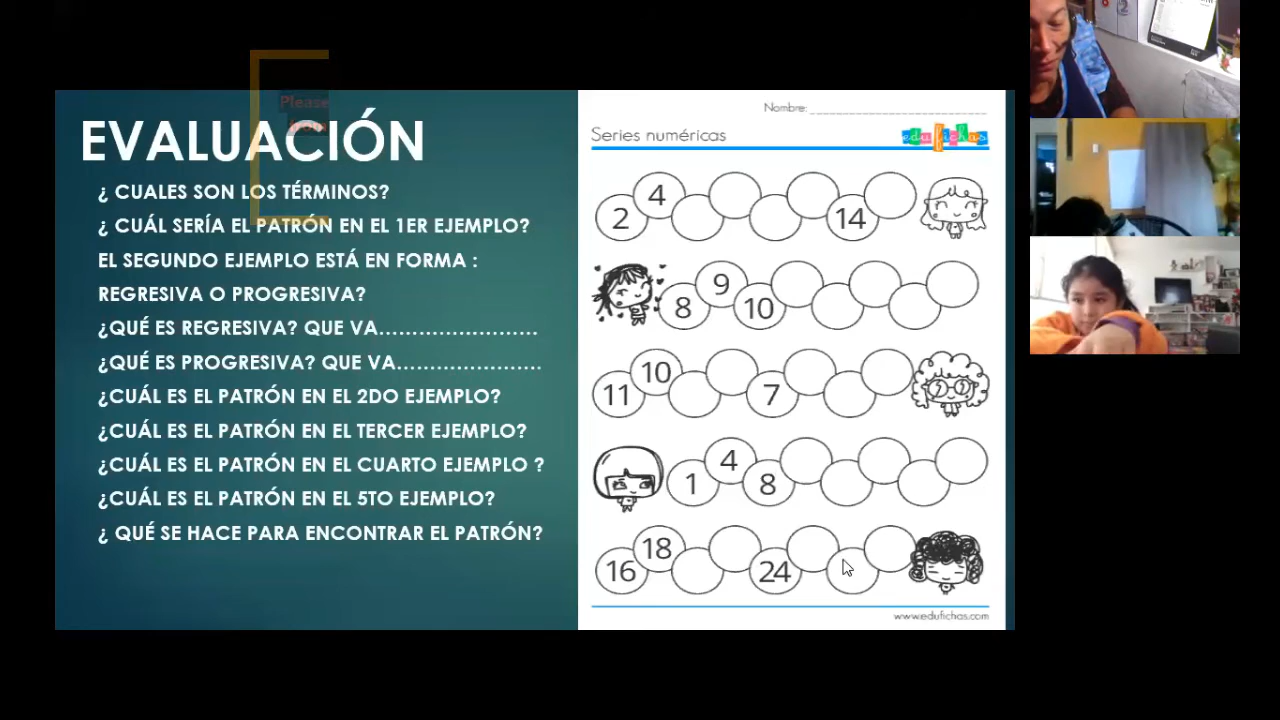 Please
EVALUACIÓN
¿ CUALES SON LOS TÉRMINOS?
¿ CUÁL SERÍA EL PATRÓN EN EL 1ER EJEMPLO?
EL SEGUNDO EJEMPLO ESTÁ EN FORMA :
REGRESIVA O PROGRESIVA?
¿QUÉ ES REGRESIVA? QUE VA……………………
¿QUÉ ES PROGRESIVA? QUE VA………………….
¿CUÁL ES EL PATRÓN EN EL 2DO EJEMPLO?
¿CUÁL ES EL PATRÓN EN EL TERCER EJEMPLO?
¿CUÁL ES EL PATRÓN EN EL CUARTO EJEMPLO ?
¿CUÁL ES EL PATRÓN EN EL 5TO EJEMPLO?
¿ QUÉ SE HACE PARA ENCONTRAR EL PATRÓN?
Nombre:
Series numéricas
edufichas
2 4 14
8 9 10
11 10 7
1 4 8
16 18 24
www.edufichas.com